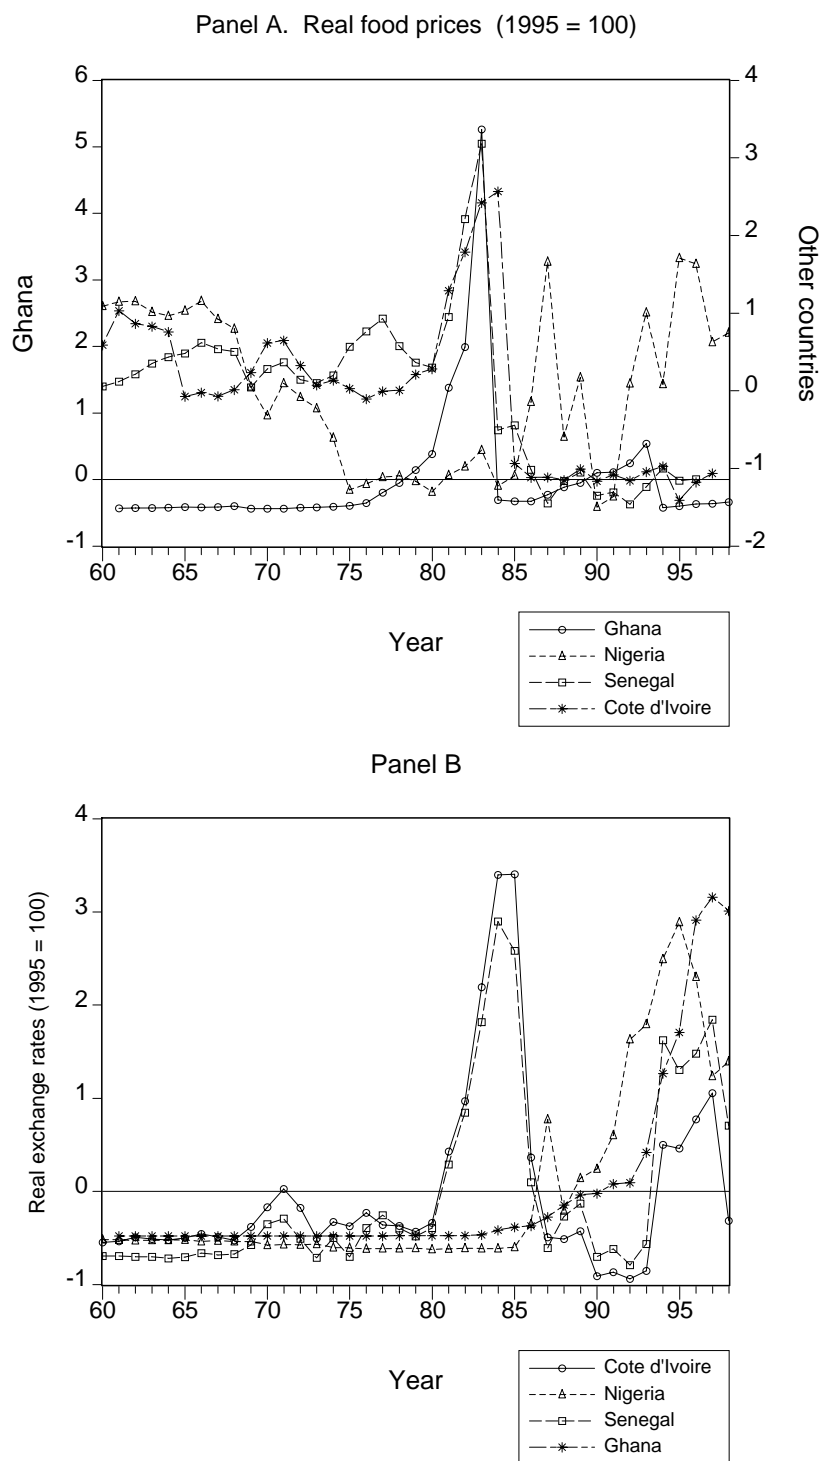 Panel A.  Real food prices  (1995 = 100)
6
5
4
3
2
1
0
-1
4
3
2
1
0
-1
-2
Ghana
Other countries
60 65 70 75 80 85 90 95
Year
Ghana
Nigeria
Senegal
Cote d'Ivoire
Panel B
4
3
2
1
0
-1
Real exchange rates (1995 = 100)
60 65 70 75 80 85 90 95
Year
Cote d'Ivoire
Nigeria
Senegal
Ghana